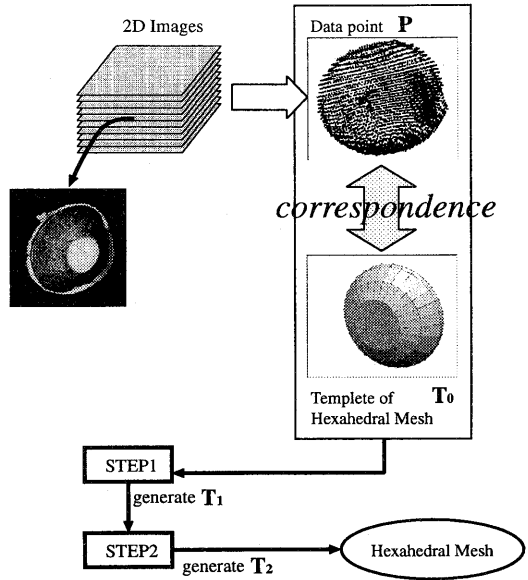 2D Images
Data point P
correspondence
Templete of T0
Hexahedral Mesh
STEP1
generate T1
STEP2
generate T2
Hexahedral Mesh